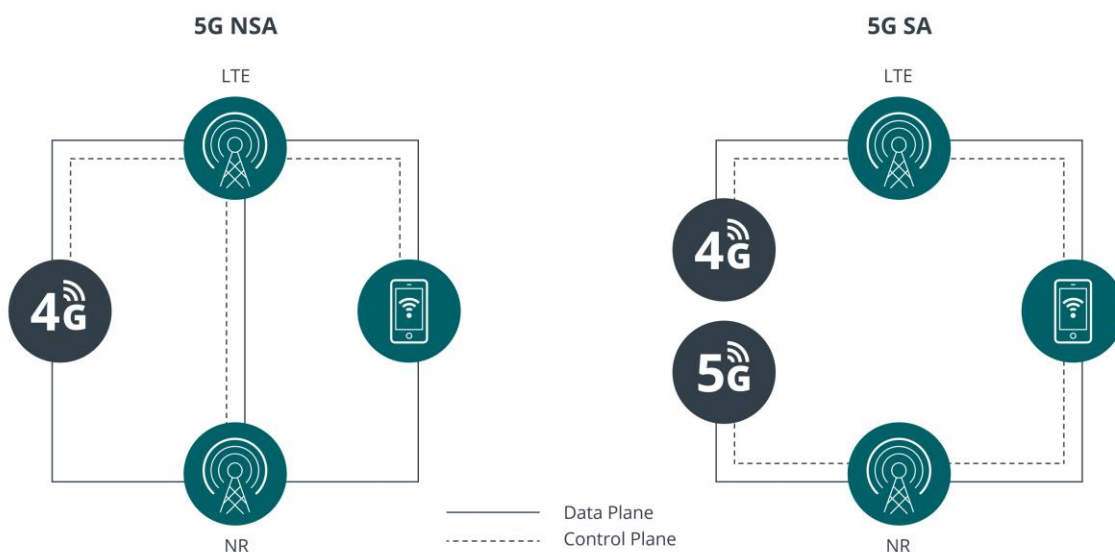 5G NSA
LTE
4G
NR
5G SA
LTE
4G
5G
NR
Data Plane
Control Plane